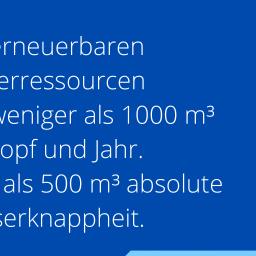 erneuerbaren
erressourcen
weniger als 1000 m³
opf und Jahr.
als 500 m³ absolute
serknappheit.